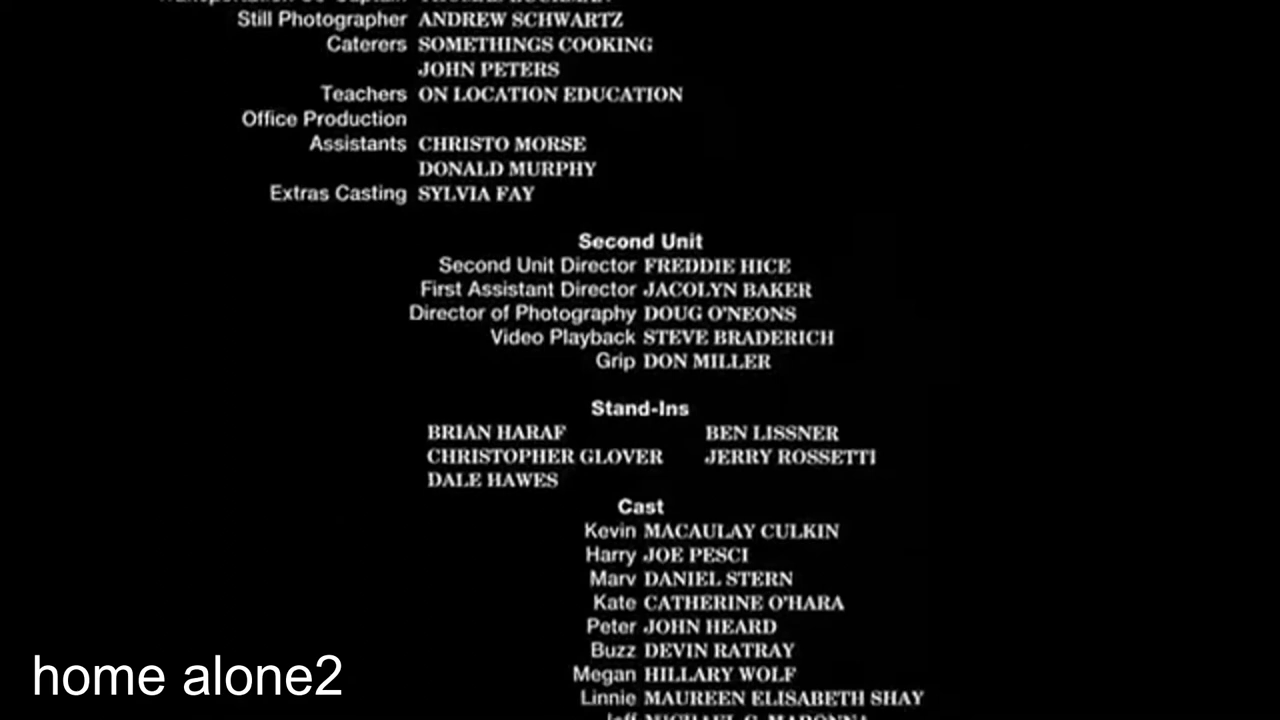 Still Photographer ANDREW SCHWARTZ
Caterers SOMETHINGS COOKING
JOHN PETERS
Teachers ON LOCATION EDUCATION
Office Production
Assistants CHRISTO MORSE
DONALD MURPHY
Extras Casting SYLVIA FAY
Second Unit
Second Unit Director FREDDIE HICE
First Assistant Director JACOLYN BAKER
Director of Photography DOUG O'NEONS
Video Playback STEVE BRADERICH
Grip DON MILLER
Stand-Ins
BRIAN HARAF BEN LISSNER
CHRISTOPHER GLOVER JERRY ROSSETTI
DALE HAWES
Cast
Kevin MACAULAY CULKIN
Harry JOE PESCI
Marv DANIEL STERN
Kate CATHERINE O'HARA
Peter JOHN HEARD
Buzz DEVIN RATRAY
Megan HILLARY WOLF
Linnie MAUREEN ELISABETH SHAY
home alone2